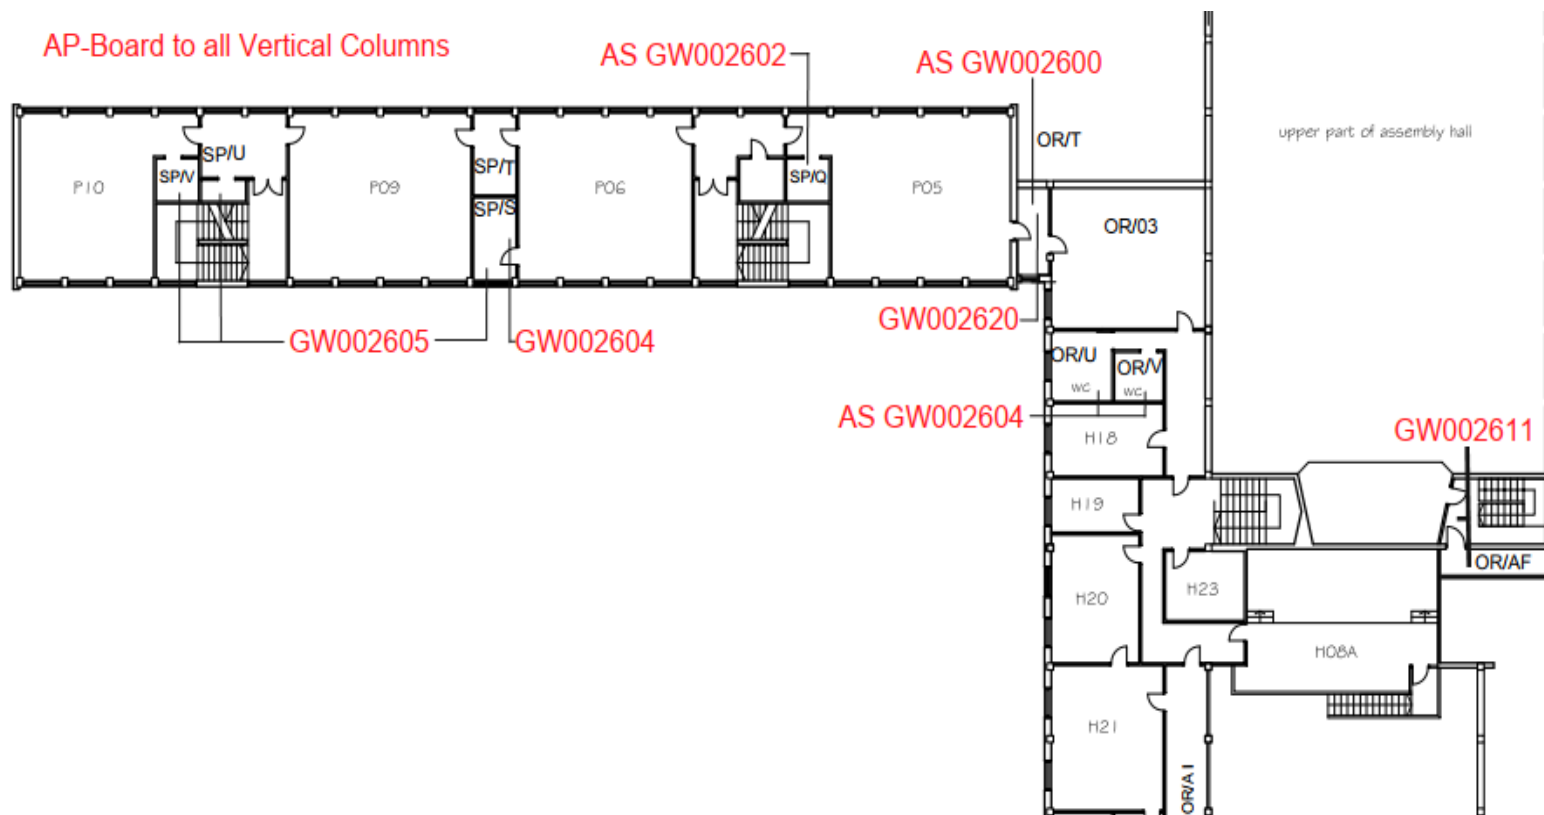 AP-Board to all Vertical Columns
AS GW002602
AS GW002600
upper part of assembly hall
OR/T
SP/U
SP/V
P10
P09
SP/T
SP/S
P06
SP/Q
P05
OR/03
GW002605
GW002604
GW002620
OR/U
OR/V
WC
WC
AS GW002604
H18
GW002611
H19
OR/AF
H20
H23
H08A
H21
OR/A1